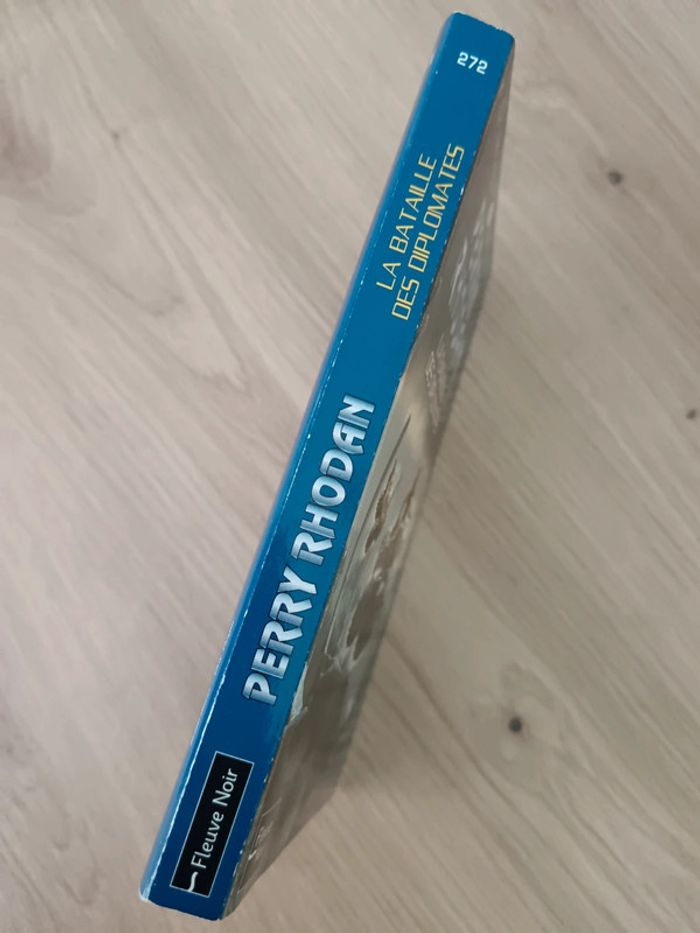 272
LA BATAILLE
DES DIPLOMATES
PERRY RHODAN
Fleuve Noir